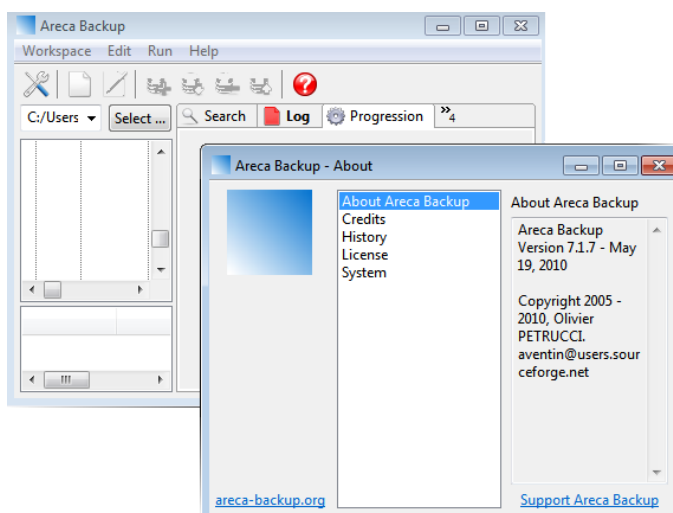 Areca Backup
Workspace Edit Run Help
C:/Users Select ... Search Log Progression »4
Areca Backup - About
About Areca Backup
Credits
History
License
System
About Areca Backup
Areca Backup
Version 7.1.7 - May
19, 2010
Copyright 2005 -
2010, Olivier
PETRUCCI.
aventin@users.sour
ceforge.net
areca-backup.org
Support Areca Backup